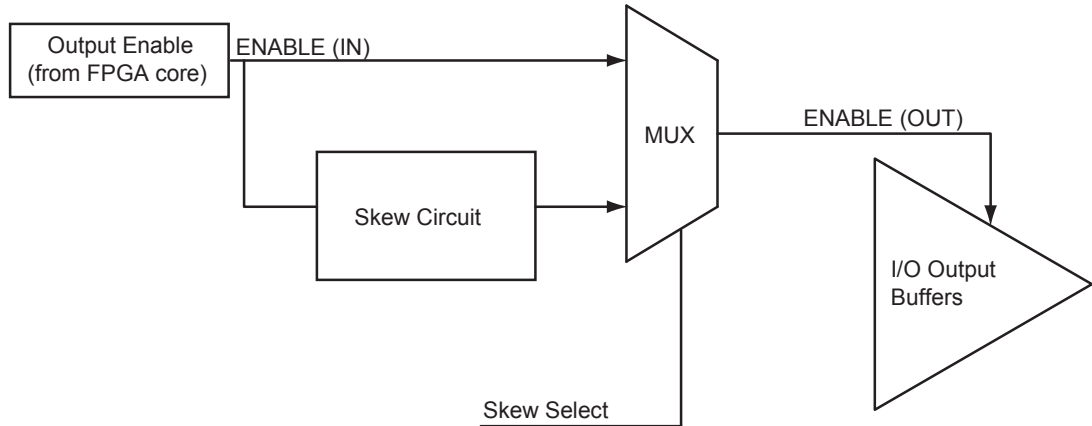 Output Enable
(from FPGA core)
ENABLE (IN)
MUX
ENABLE (OUT)
Skew Circuit
I/O Output
Buffers
Skew Select